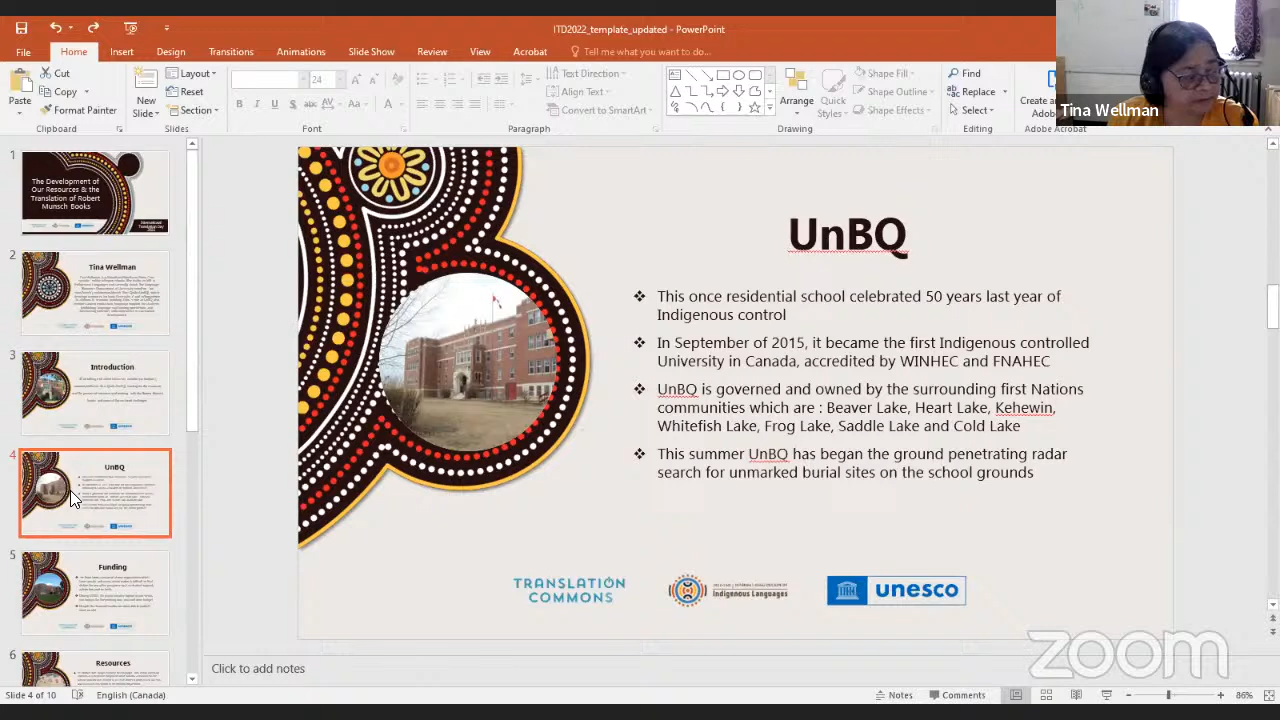 ITD2022_template_updated - PowerPoint
File
Home
Insert
Design
Transitions
Animations
Slide Show
Review
View
Acrobat
Tell me what you want to do...
Tina Wellman
Paste
Cut
Copy
Format Painter
New Slide
Layout
Reset
Section
24
Text Direction
Align Text
Convert to SmartArt
Arrange
Quick Styles
Shape Fill
Shape Outline
Shape Effects
Find
Replace
Select
Create an
Adobe Acrobat
Clipboard
Slides
Font
Paragraph
Drawing
Editing
1
The Development of
Our Resources & the
Translation of Robert
Munsch Books
2
Tina Wellman
3
Introduction
4
UnBQ
5
Funding
6
Resources
UnBQ
❖ This once residential school celebrated 50 years last year of
Indigenous control
❖ In September of 2015, it became the first Indigenous controlled
University in Canada, accredited by WINHEC and FNAHEC
❖ UnBQ is governed and owned by the surrounding first Nations
communities which are : Beaver Lake, Heart Lake, Kehewin,
Whitefish Lake, Frog Lake, Saddle Lake and Cold Lake
❖ This summer UnBQ has began the ground penetrating radar
search for unmarked burial sites on the school grounds
TRANSLATION
COMMONS
Indigenous Languages
unesco
zoom
Click to add notes
Slide 4 of 10
English (Canada)
Notes
Comments
86%